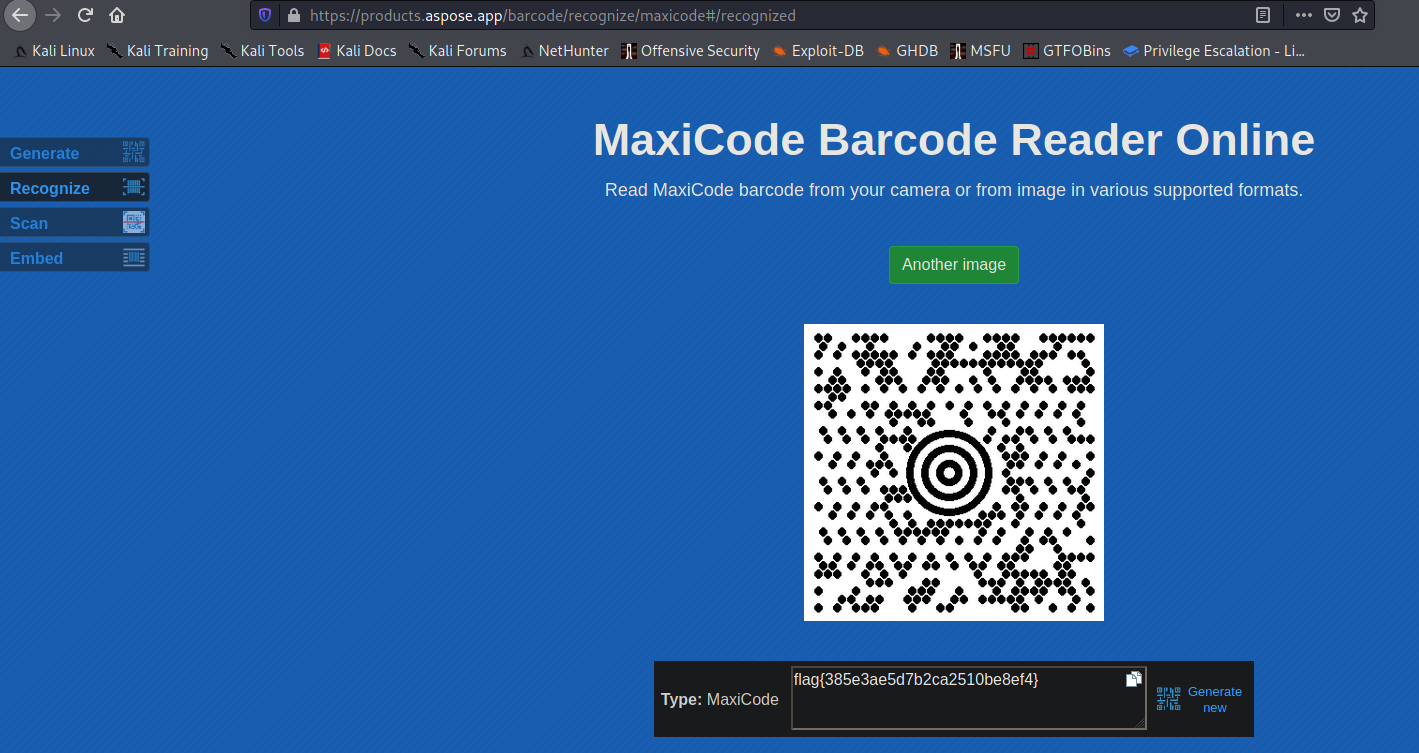 https://products.aspose.app/barcode/recognize/maxicode#/recognized
Kali Linux Kali Training Kali Tools Kali Docs Kali Forums NetHunter Offensive Security Exploit-DB GHDB MSFU GTFOBins Privilege Escalation - Li…
MaxiCode Barcode Reader Online
Generate
Recognize
Read MaxiCode barcode from your camera or from image in various supported formats.
Scan
Embed
Another image
Type: MaxiCode
flag{385e3ae5d7b2ca2510be8ef4}
Generate
new